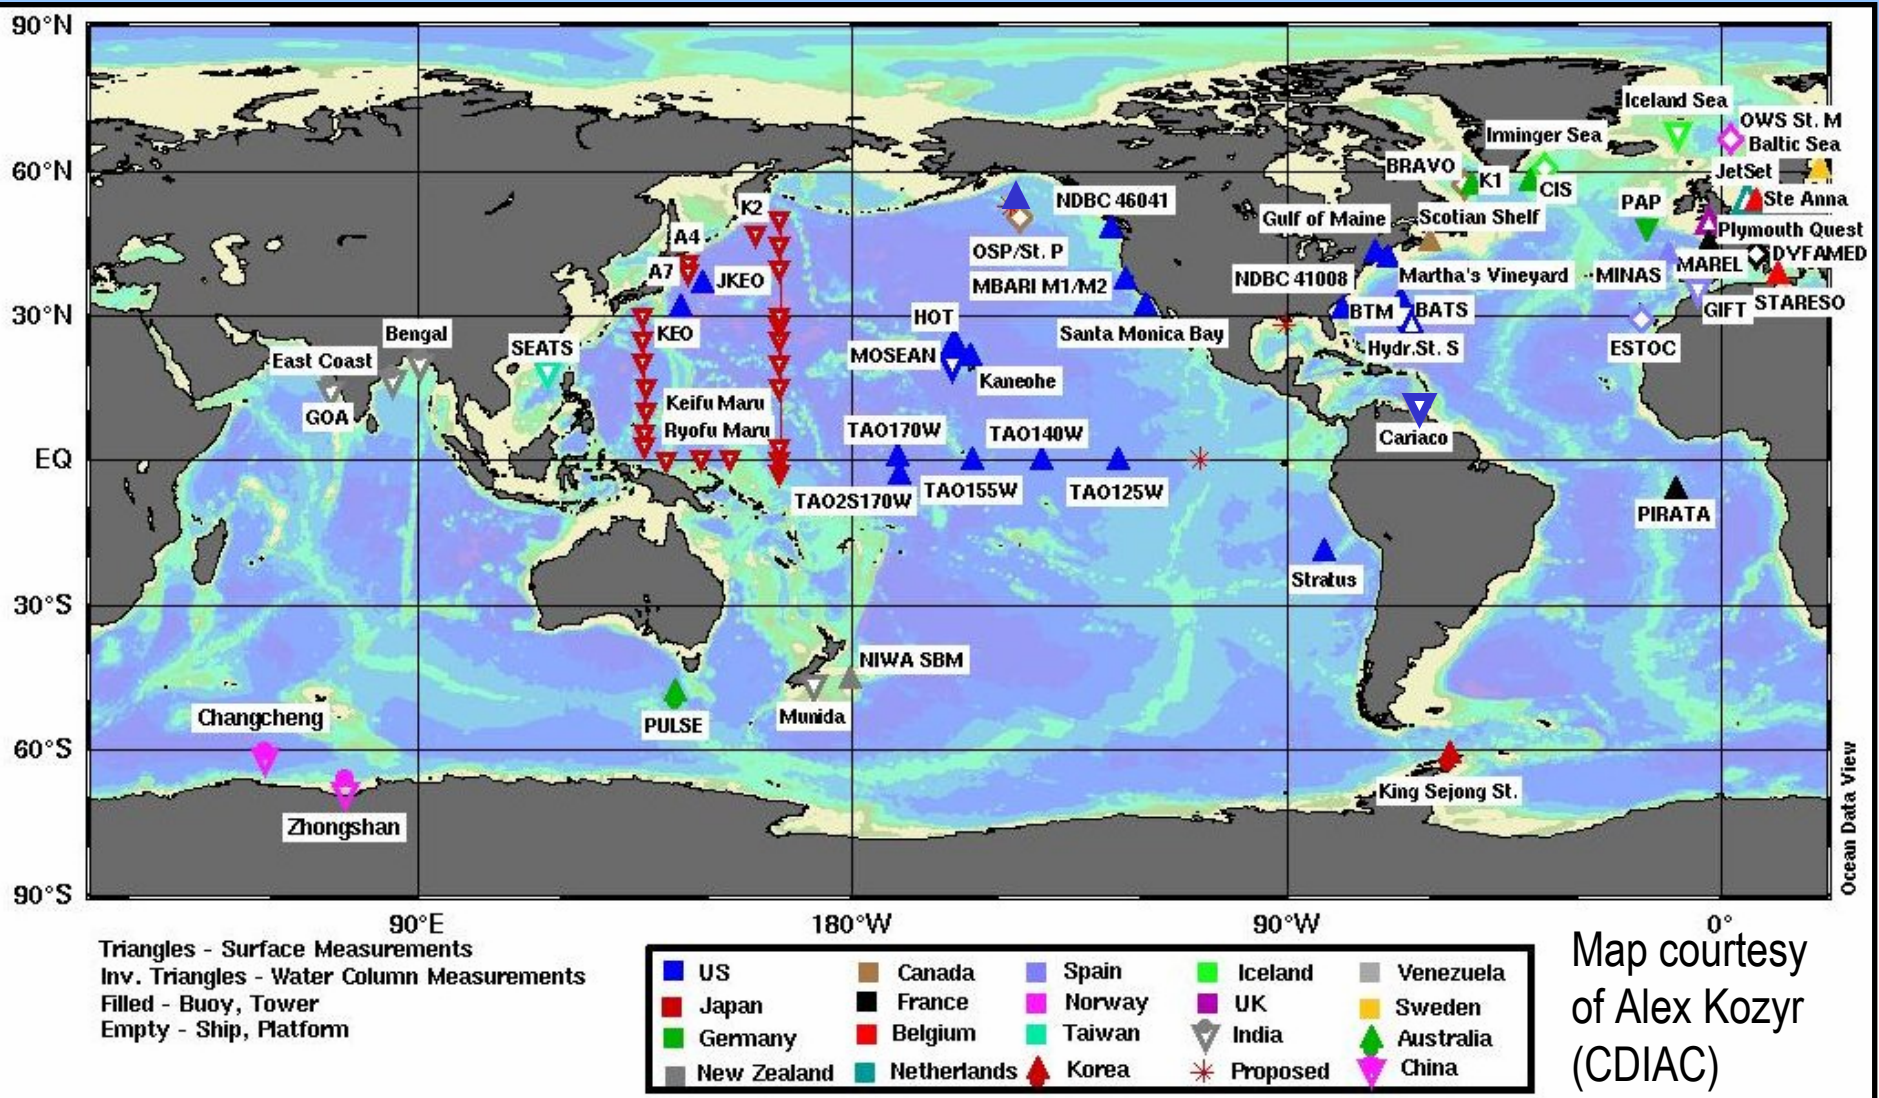 90°N
60°N
30°N
EQ
30°S
60°S
90°S
90°E
180°W
90°W
0°
Iceland Sea
OWS St. M
Irminger Sea
Baltic Sea
BRAVO
K1
CIS
JetSet
Ste Anna
K2
NDBC 46041
Gulf of Maine
Scotian Shelf
PAP
Plymouth Quest
A4
OSP/St. P
DYFAMED
A7
JKEO
MBARI M1/M2
NDBC 41008
Martha's Vineyard
MINAS
MAREL
KEO
HOT
Santa Monica Bay
BTM
BATS
GIFT
STARESO
Bengal
SEATS
MOSEAN
Hydr.St. S
ESTOC
East Coast
Kaneohe
GOA
Keifu Maru
Ryofu Maru
TAO170W
TAO140W
Cariaco
TAO2S170W
TAO155W
TAO125W
PIRATA
Stratus
NIWA SBM
Changcheng
PULSE
Munida
King Sejong St.
Zhongshan
Ocean Data View
Triangles - Surface Measurements
Inv. Triangles - Water Column Measurements
Filled - Buoy, Tower
Empty - Ship, Platform
US
Canada
Spain
Iceland
Venezuela
Japan
France
Norway
UK
Sweden
Germany
Belgium
Taiwan
India
Australia
New Zealand
Netherlands
Korea
Proposed
China
Map courtesy
of Alex Kozyr
(CDIAC)